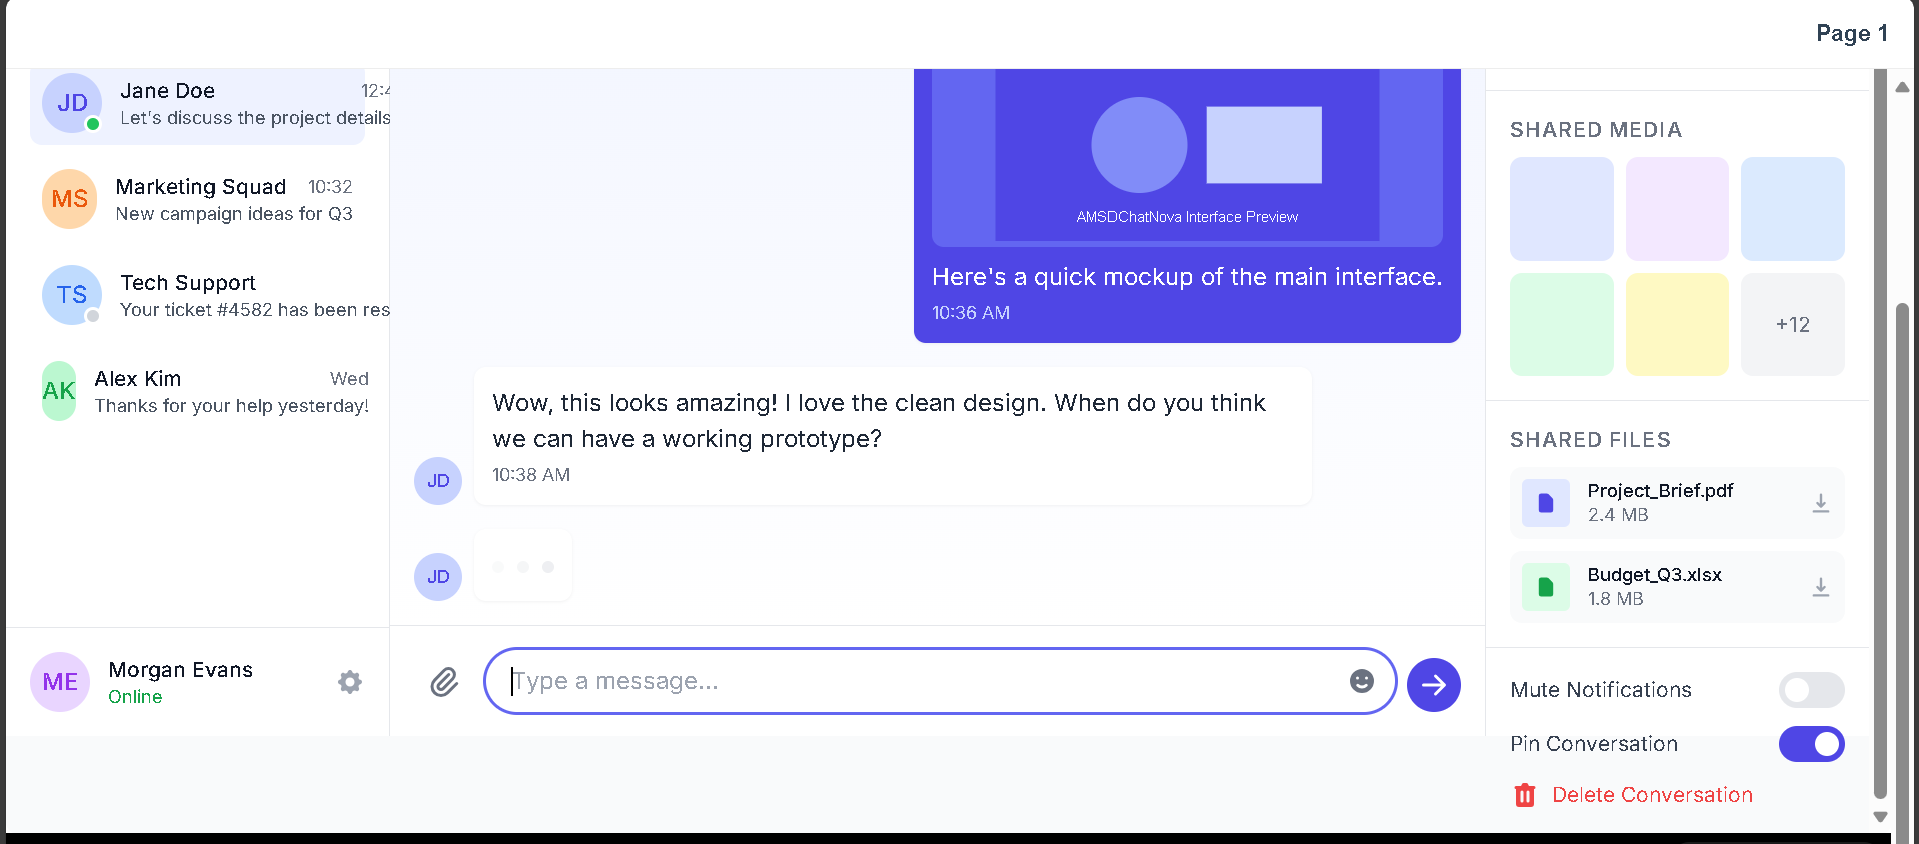 Page 1
JD
Jane Doe
12:4
Let's discuss the project details
MS
Marketing Squad
10:32
New campaign ideas for Q3
TS
Tech Support
Your ticket #4582 has been res
AK
Alex Kim
Wed
Thanks for your help yesterday!
ME
Morgan Evans
Online
AMSDChatNova Interface Preview
Here's a quick mockup of the main interface.
10:36 AM
Wow, this looks amazing! I love the clean design. When do you think
we can have a working prototype?
10:38 AM
JD
JD
Type a message...
SHARED MEDIA
+12
SHARED FILES
Project_Brief.pdf
2.4 MB
Budget_Q3.xlsx
1.8 MB
Mute Notifications
Pin Conversation
Delete Conversation